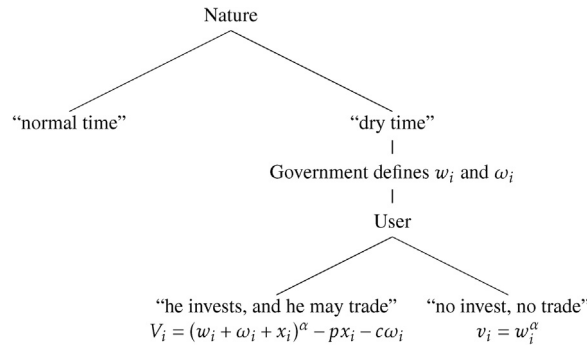 Nature
“normal time” “dry time”
Government defines wᵢ and ωᵢ
User
“he invests, and he may trade” “no invest, no trade”
Vᵢ = (wᵢ + ωᵢ + xᵢ)^α − pxᵢ − cωᵢ vᵢ = wᵢ^α